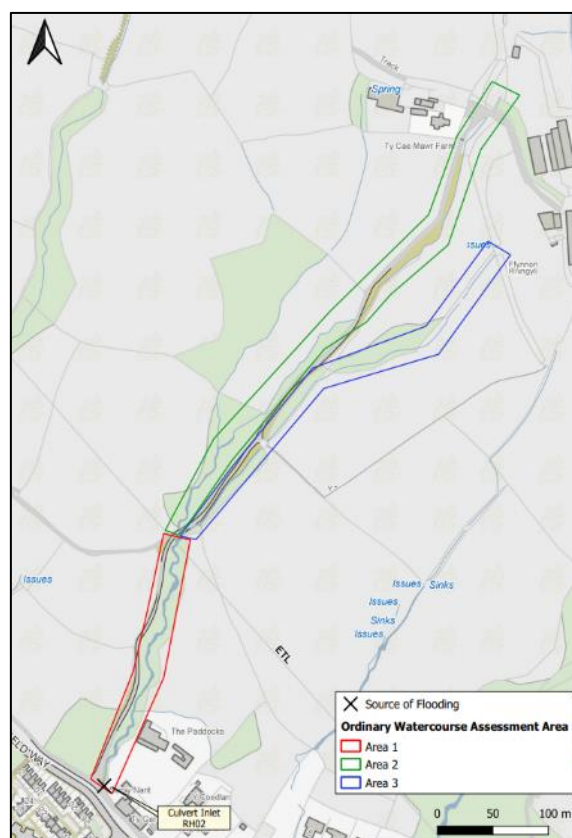 Track
Spring
Ty Cae Mawr Farm
Issues
Ffynnon
Issues
Issues
Sinks
Issues
Sinks
Issues
ETL
The Paddocks
Culvert Inlet
RH02
Source of Flooding
Ordinary Watercourse Assessment Area
Area 1
Area 2
Area 3
0 50 100 m